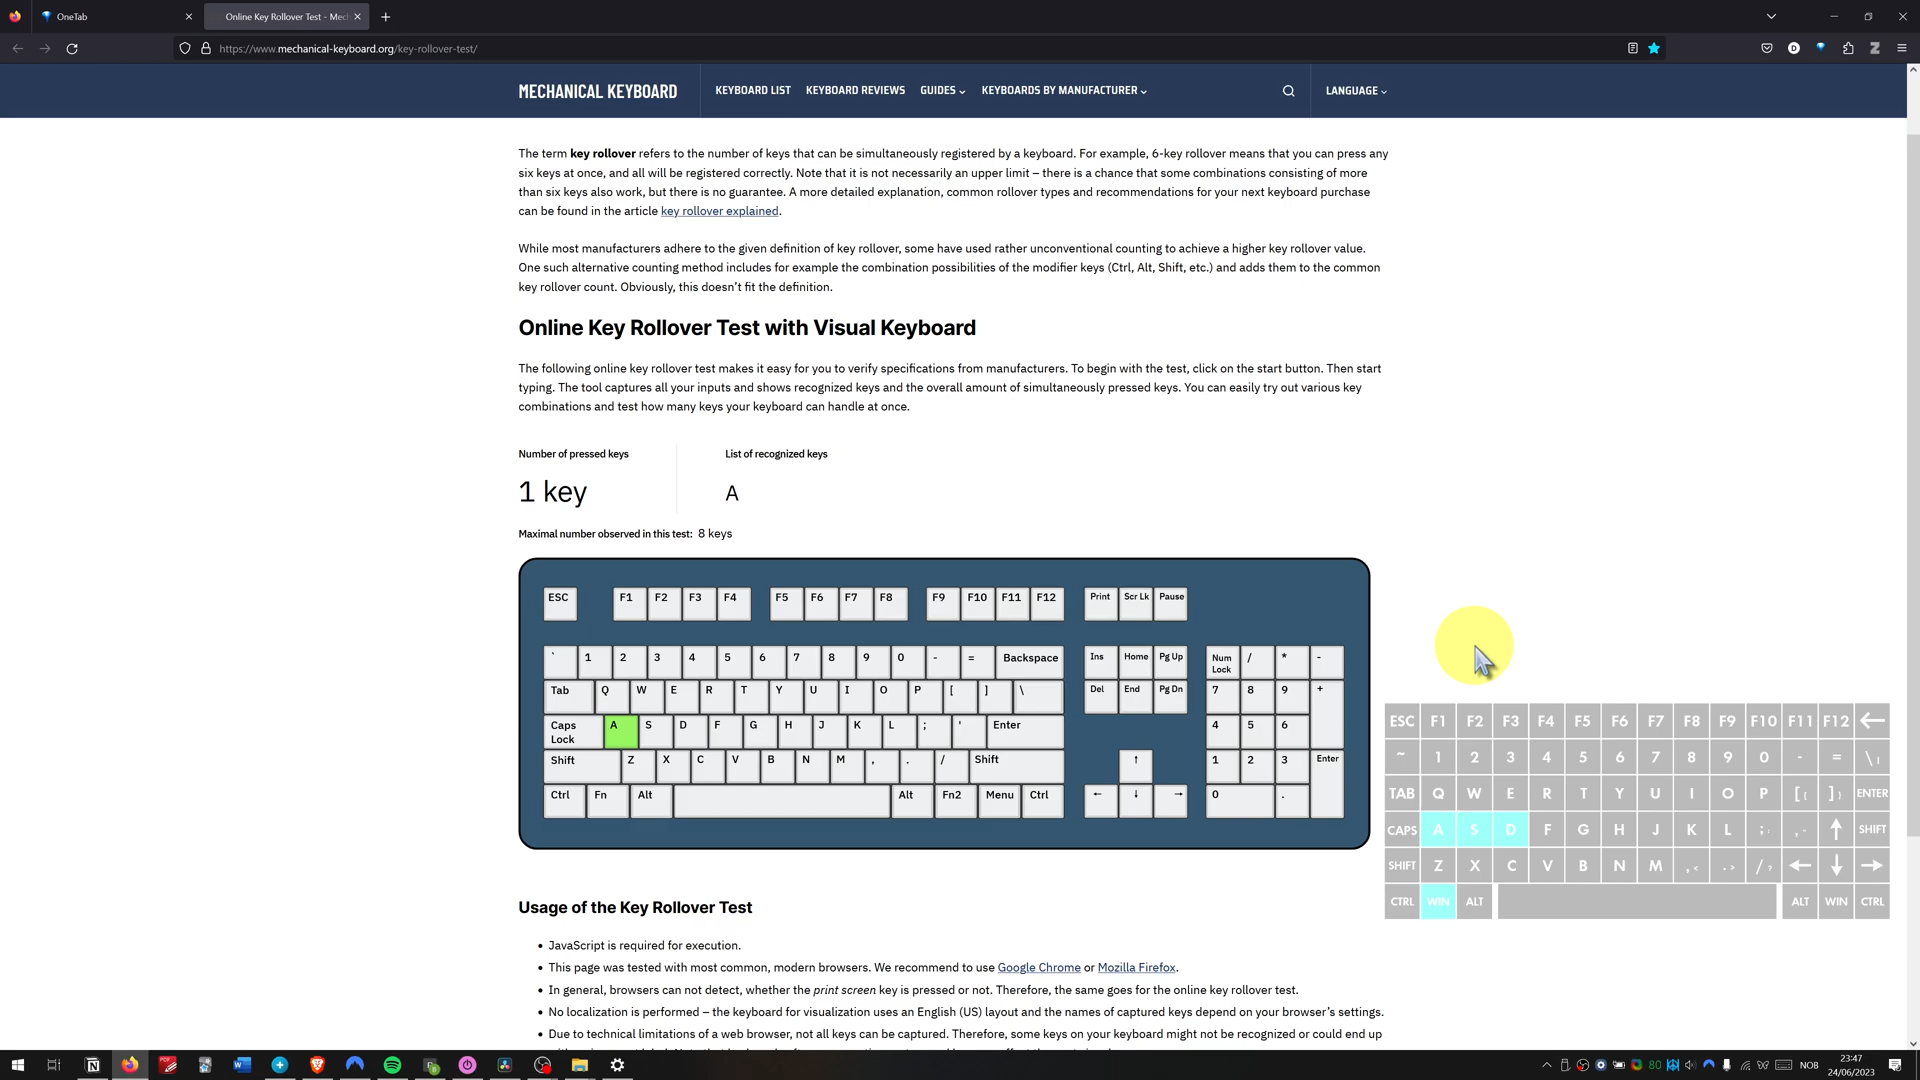 OneTab
Online Key Rollover Test - Mec
https://www.mechanical-keyboard.org/key-rollover-test/
MECHANICAL KEYBOARD
KEYBOARD LIST KEYBOARD REVIEWS GUIDES KEYBOARDS BY MANUFACTURER LANGUAGE
The term key rollover refers to the number of keys that can be simultaneously registered by a keyboard. For example, 6-key rollover means that you can press any
six keys at once, and all will be registered correctly. Note that it is not necessarily an upper limit – there is a chance that some combinations consisting of more
than six keys also work, but there is no guarantee. A more detailed explanation, common rollover types and recommendations for your next keyboard purchase
can be found in the article key rollover explained.
While most manufacturers adhere to the given definition of key rollover, some have used rather unconventional counting to achieve a higher key rollover value.
One such alternative counting method includes for example the combination possibilities of the modifier keys (Ctrl, Alt, Shift, etc.) and adds them to the common
key rollover count. Obviously, this doesn't fit the definition.
Online Key Rollover Test with Visual Keyboard
The following online key rollover test makes it easy for you to verify specifications from manufacturers. To begin with the test, click on the start button. Then start
typing. The tool captures all your inputs and shows recognized keys and the overall amount of simultaneously pressed keys. You can easily try out various key
combinations and test how many keys your keyboard can handle at once.
Number of pressed keys List of recognized keys
1 key A
Maximal number observed in this test: 8 keys
ESC F1 F2 F3 F4 F5 F6 F7 F8 F9 F10 F11 F12 Print Scr Lk Pause
` 1 2 3 4 5 6 7 8 9 0 - = Backspace Ins Home Pg Up Num Lock / * -
Tab Q W E R T Y U I O P [ ] \ Del End Pg Dn 7 8 9 +
Caps Lock A S D F G H J K L ; ' Enter 4 5 6
Shift Z X C V B N M , . / Shift ↑ 1 2 3 Enter
Ctrl Fn Alt Alt Fn2 Menu Ctrl ← ↓ → 0 .
ESC F1 F2 F3 F4 F5 F6 F7 F8 F9 F10 F11 F12 ←
~ 1 2 3 4 5 6 7 8 9 0 - = \ |
TAB Q W E R T Y U I O P [ { ] } ENTER
CAPS A S D F G H J K L ; : , " ↑ SHIFT
SHIFT Z X C V B N M , < . > / ? ← ↓ →
CTRL WIN ALT ALT WIN CTRL
Usage of the Key Rollover Test
• JavaScript is required for execution.
• This page was tested with most common, modern browsers. We recommend to use Google Chrome or Mozilla Firefox.
• In general, browsers can not detect, whether the print screen key is pressed or not. Therefore, the same goes for the online key rollover test.
• No localization is performed – the keyboard for visualization uses an English (US) layout and the names of captured keys depend on your browser's settings.
• Due to technical limitations of a web browser, not all keys can be captured. Therefore, some keys on your keyboard might not be recognized or could end up
80 NOB
23:47
24/06/2023